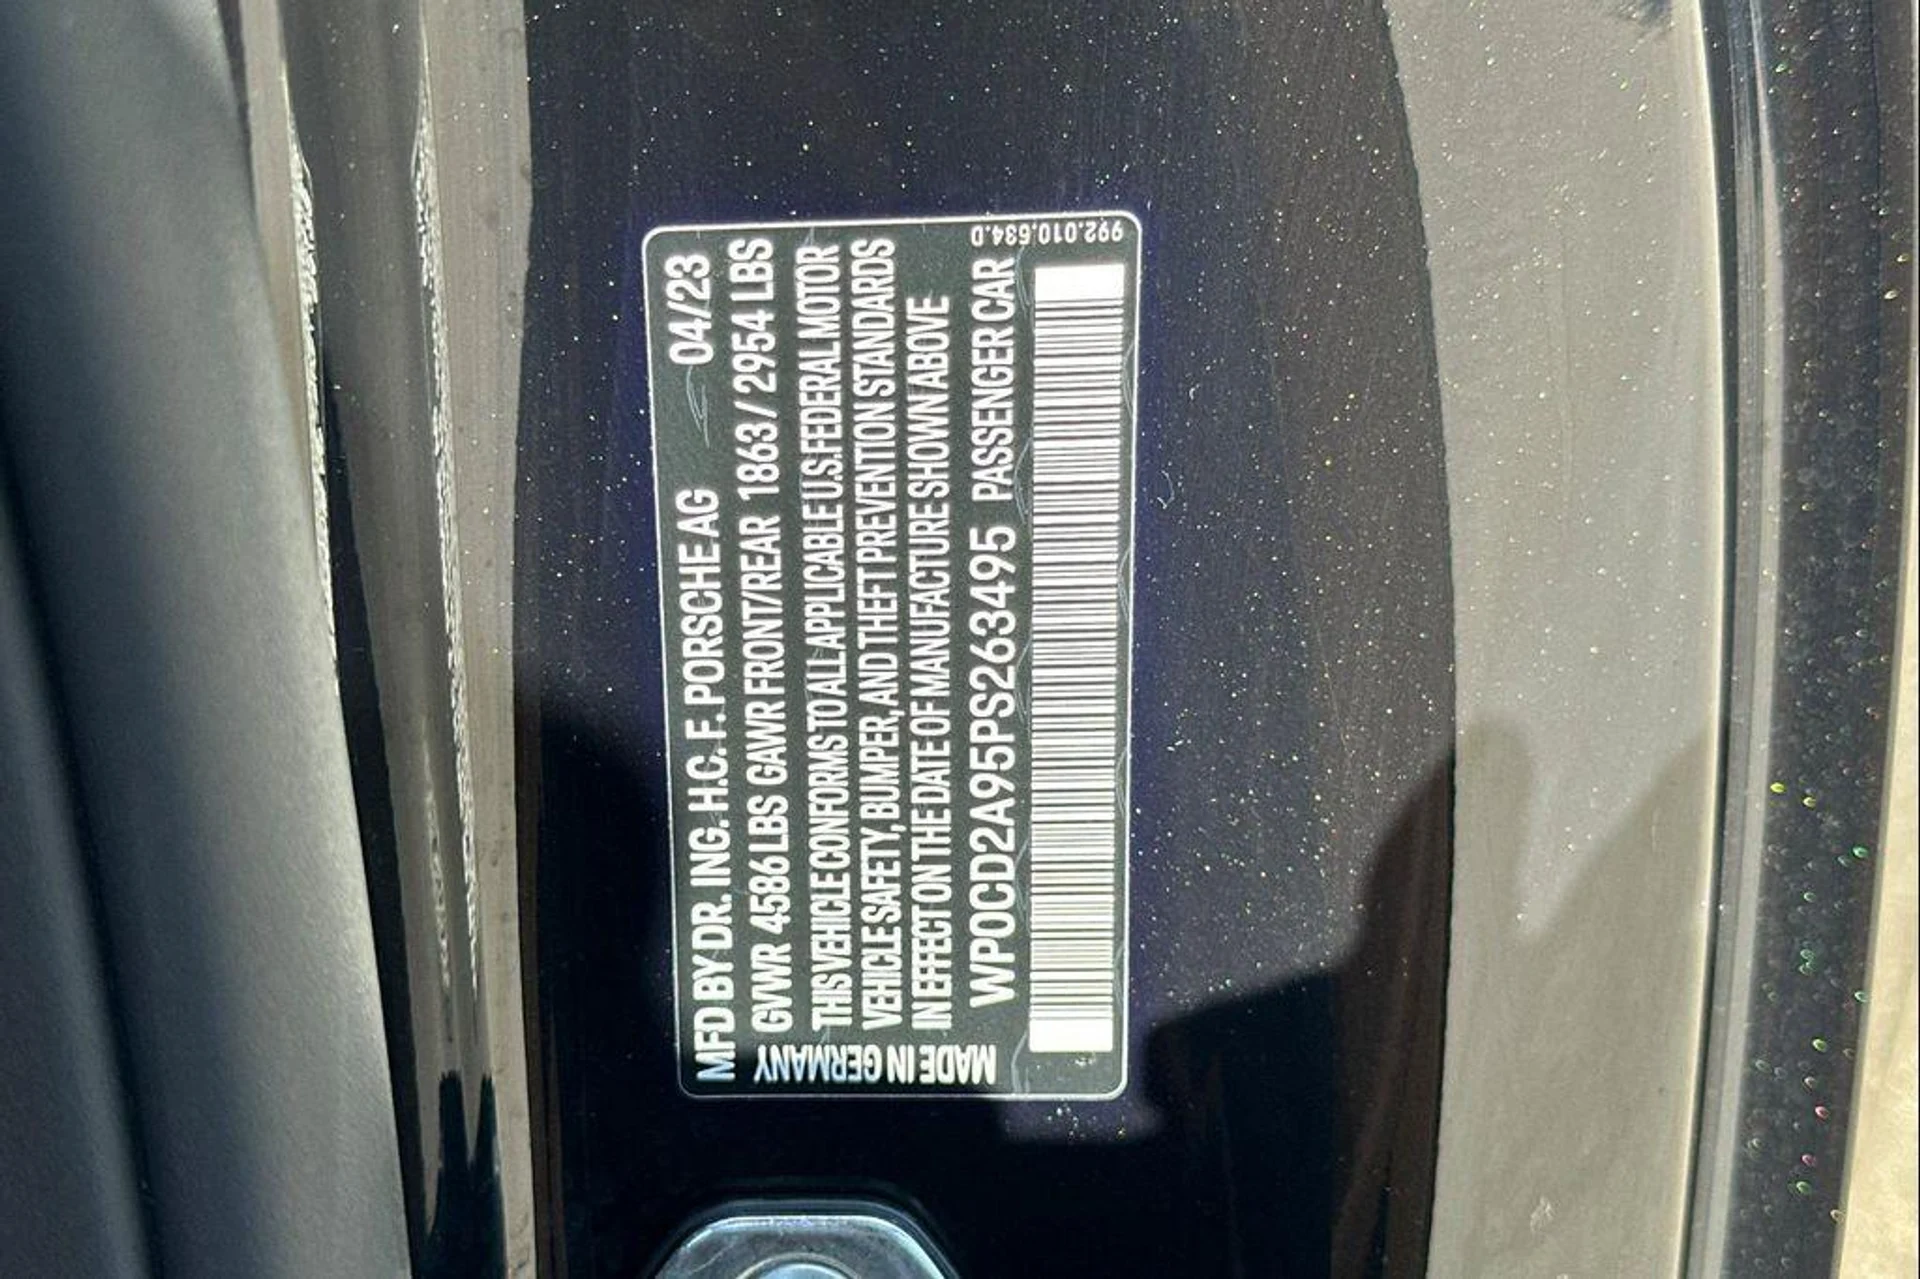 MFD BY DR. ING. H.C. F. PORSCHE AG 04/23
GVWR 4586 LBS GAWR FRONT/REAR 1863 / 2954 LBS
THIS VEHICLE CONFORMS TO ALL APPLICABLE U.S. FEDERAL MOTOR
VEHICLE SAFETY, BUMPER, AND THEFT PREVENTION STANDARDS
IN EFFECT ON THE DATE OF MANUFACTURE SHOWN ABOVE
WP0CD2A95PS263495 PASSENGER CAR
MADE IN GERMANY
992.010.634.D